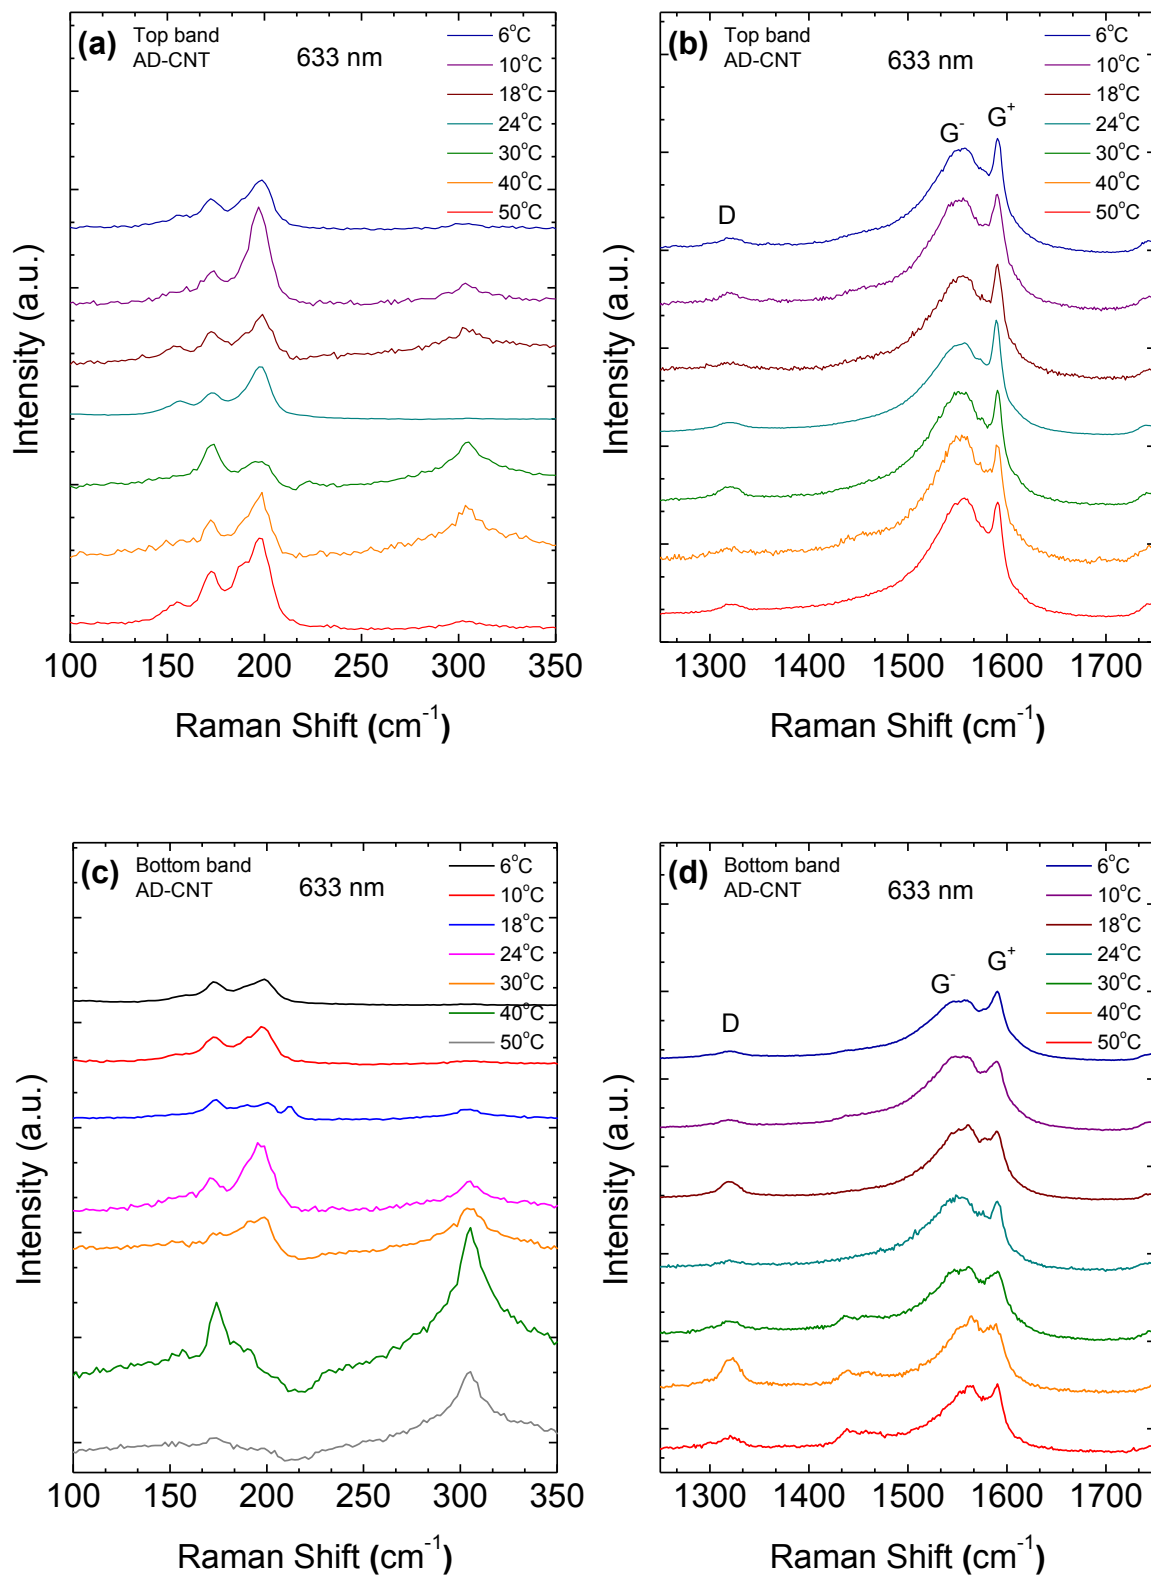 (a) Top band
AD-CNT
633 nm
6°C
10°C
18°C
24°C
30°C
40°C
50°C
Intensity (a.u.)
100 150 200 250 300 350
Raman Shift (cm⁻¹)
(b) Top band
AD-CNT
633 nm
6°C
10°C
18°C
24°C
30°C
40°C
50°C
G⁻
G⁺
D
Intensity (a.u.)
1300 1400 1500 1600 1700
Raman Shift (cm⁻¹)
(c) Bottom band
AD-CNT
633 nm
6°C
10°C
18°C
24°C
30°C
40°C
50°C
Intensity (a.u.)
100 150 200 250 300 350
Raman Shift (cm⁻¹)
(d) Bottom band
AD-CNT
633 nm
6°C
10°C
18°C
24°C
30°C
40°C
50°C
G⁻
G⁺
D
Intensity (a.u.)
1300 1400 1500 1600 1700
Raman Shift (cm⁻¹)